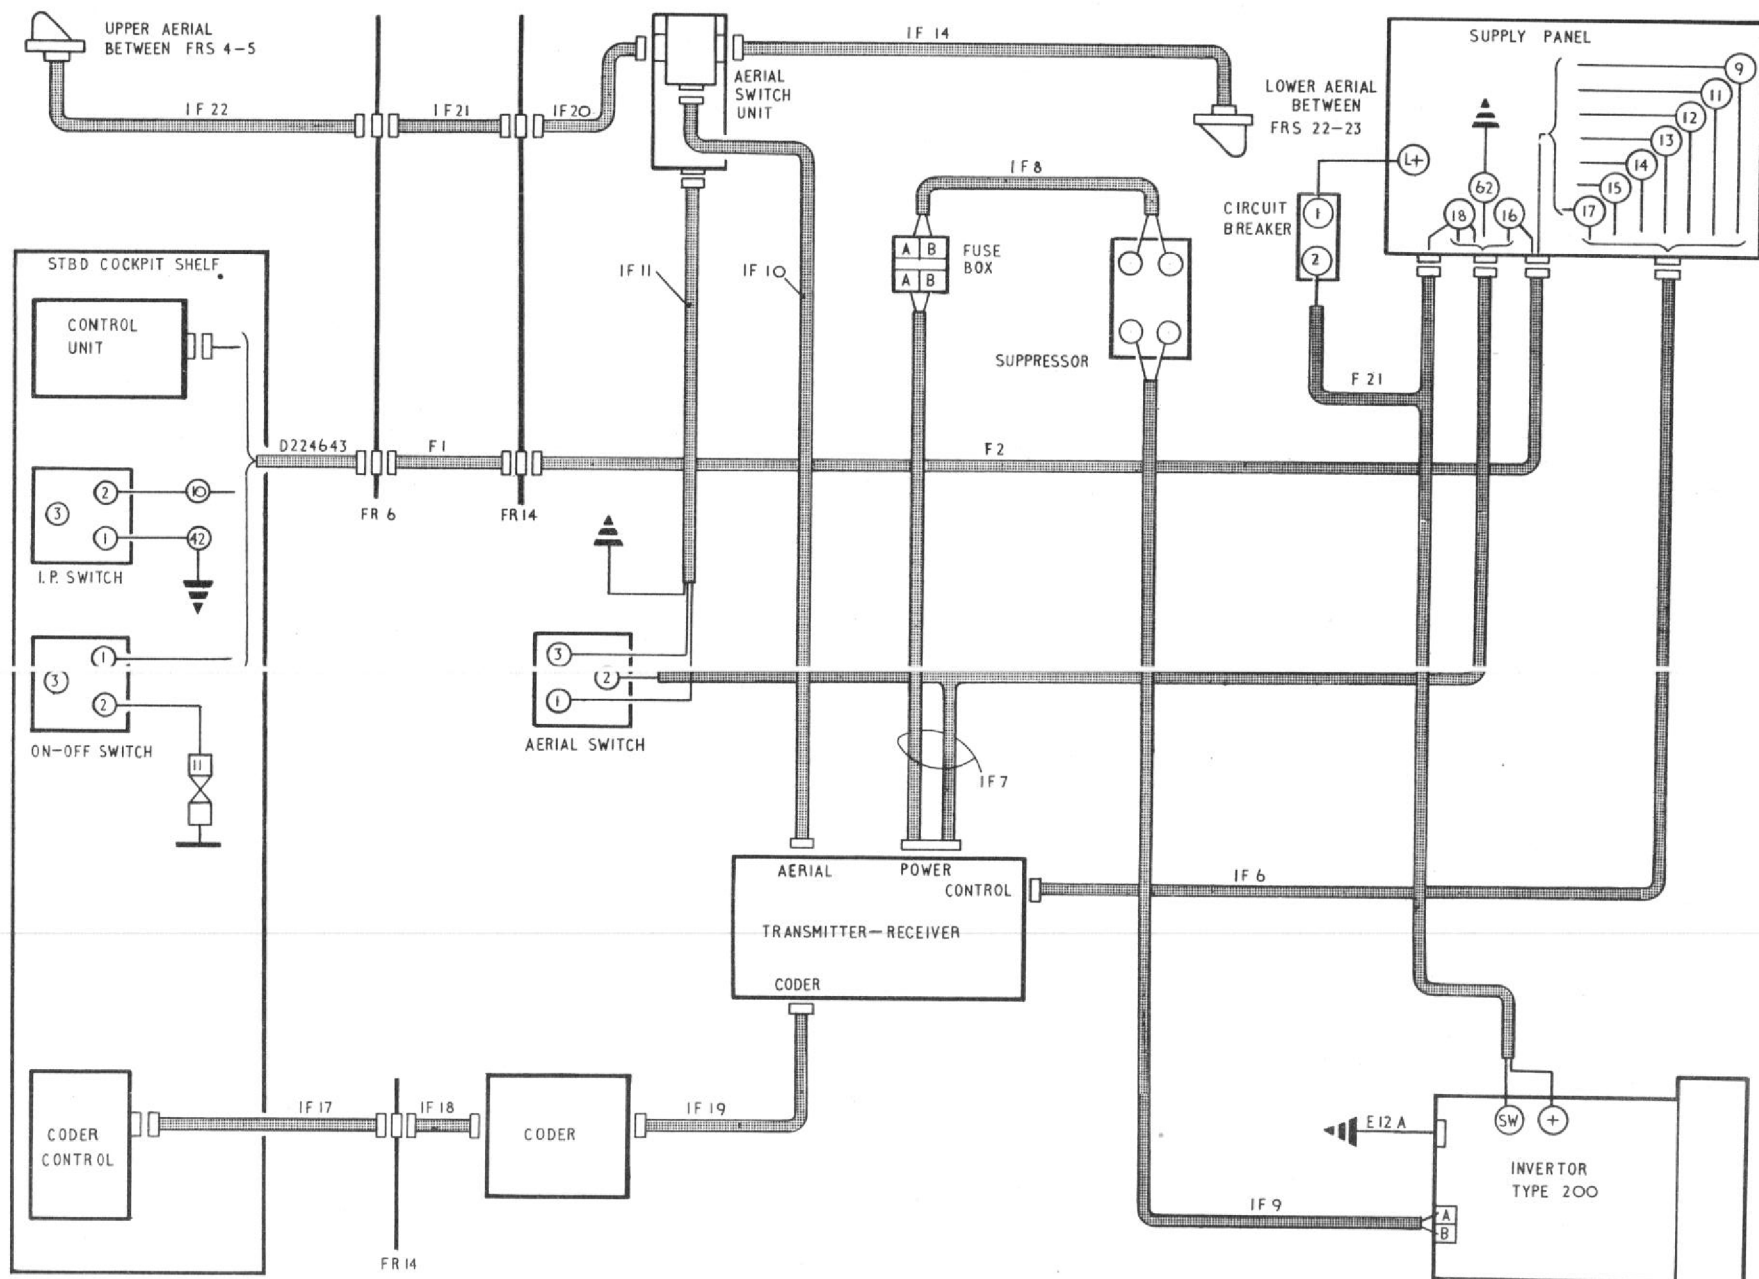 UPPER AERIAL
BETWEEN FRS 4-5
IF 22
IF 21
IF 20
AERIAL
SWITCH
UNIT
IF 14
LOWER AERIAL
BETWEEN
FRS 22-23
SUPPLY PANEL
9
11
12
13
14
15
17
L+
62
18
16
CIRCUIT
BREAKER
1
2
IF 8
A B
A B
FUSE
BOX
SUPPRESSOR
IF 11
IF 10
F 21
STBD COCKPIT SHELF
CONTROL
UNIT
D224643
F1
F2
FR 6
FR 14
2
10
3
1
42
I.P. SWITCH
1
3
2
ON-OFF SWITCH
11
3
2
1
AERIAL SWITCH
IF 7
AERIAL
POWER
CONTROL
TRANSMITTER-RECEIVER
CODER
IF 6
CODER
CONTROL
IF 17
IF 18
FR 14
CODER
IF 19
E12A
SW
+
INVERTOR
TYPE 200
IF 9
A
B